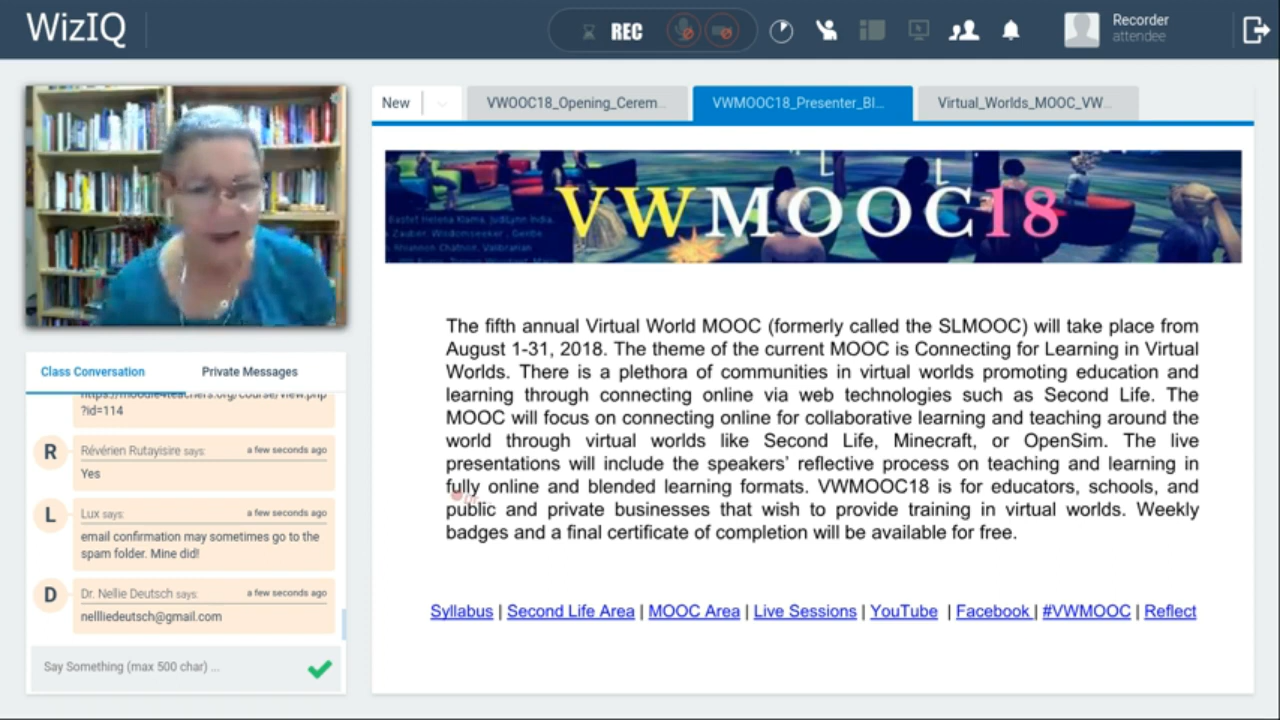 WizIQ
REC
Recorder
attendee
New
VWOOC18_Opening_Cerem...
VWMOOC18_Presenter_Bl...
Virtual_Worlds_MOOC_VW...
VWMOOC18
The fifth annual Virtual World MOOC (formerly called the SLMOOC) will take place from
August 1-31, 2018. The theme of the current MOOC is Connecting for Learning in Virtual
Worlds. There is a plethora of communities in virtual worlds promoting education and
learning through connecting online via web technologies such as Second Life. The
MOOC will focus on connecting online for collaborative learning and teaching around the
world through virtual worlds like Second Life, Minecraft, or OpenSim. The live
presentations will include the speakers’ reflective process on teaching and learning in
fully online and blended learning formats. VWMOOC18 is for educators, schools, and
public and private businesses that wish to provide training in virtual worlds. Weekly
badges and a final certificate of completion will be available for free.
Syllabus | Second Life Area | MOOC Area | Live Sessions | YouTube | Facebook | #VWMOOC | Reflect
Class Conversation
Private Messages
https://moodle4teachers.org/course/view.php
?id=114
R
Révérien Rutayisire says: a few seconds ago
Yes
L
Lux says: a few seconds ago
email confirmation may sometimes go to the
spam folder. Mine did!
D
Dr. Nellie Deutsch says: a few seconds ago
nellliedeutsch@gmail.com
Say Something (max 500 char) ...